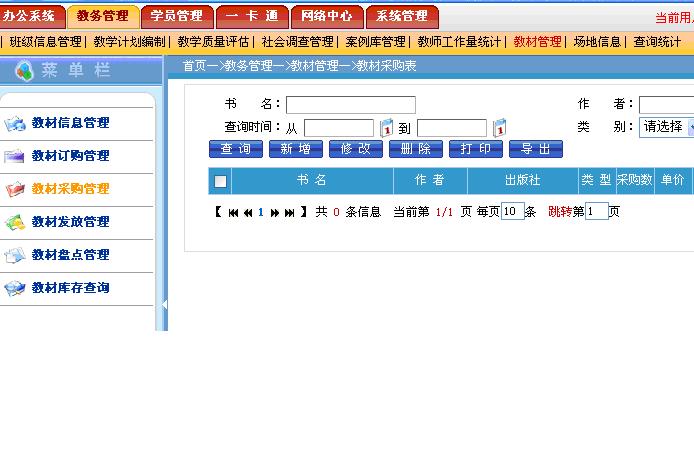 办公系统 教务管理 学员管理 一 卡 通 网络中心 系统管理 当前用
班级信息管理| 教学计划编制| 教学质量评估| 社会调查管理| 案例库管理| 教师工作量统计| 教材管理| 场地信息| 查询统计
菜 单 栏 首页-->教务管理-->教材管理-->教材采购表
书 名： 作 者：
教材信息管理 查询时间：从 1 到 1 类 别： 请选择
查 询 新 增 修 改 删 除 打 印 导 出
教材订购管理
教材采购管理 书 名 作 者 出版社 类 型 采购数 单价
教材发放管理 【 1 】 共 0 条信息 当前第 1/1 页 每页 10 条 跳转第 1 页
教材盘点管理
教材库存查询